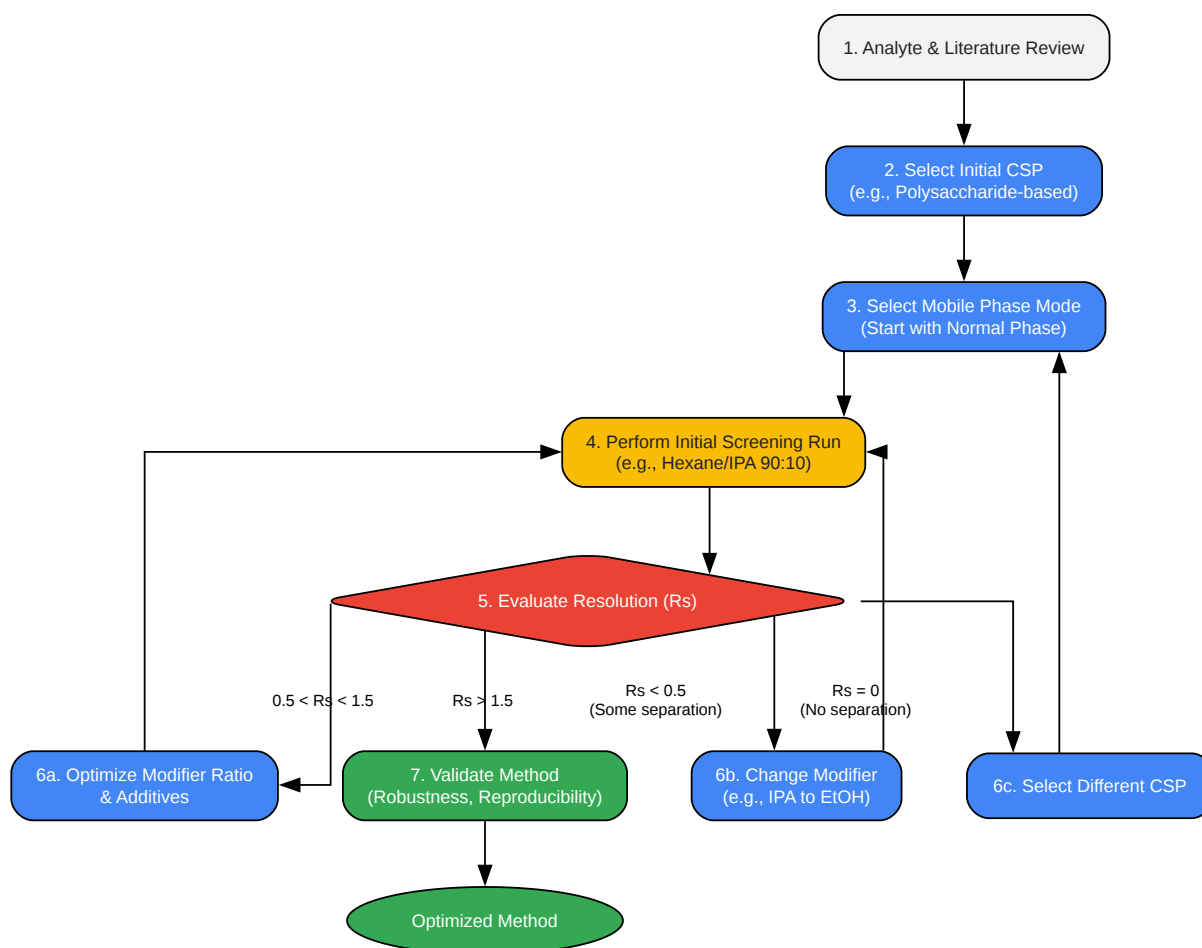 1. Analyte & Literature Review
2. Select Initial CSP
(e.g., Polysaccharide-based)
3. Select Mobile Phase Mode
(Start with Normal Phase)
4. Perform Initial Screening Run
(e.g., Hexane/IPA 90:10)
5. Evaluate Resolution (Rs)
0.5 < Rs < 1.5
Rs > 1.5
Rs < 0.5
(Some separation)
Rs = 0
(No separation)
6a. Optimize Modifier Ratio
& Additives
7. Validate Method
(Robustness, Reproducibility)
6b. Change Modifier
(e.g., IPA to EtOH)
6c. Select Different CSP
Optimized Method